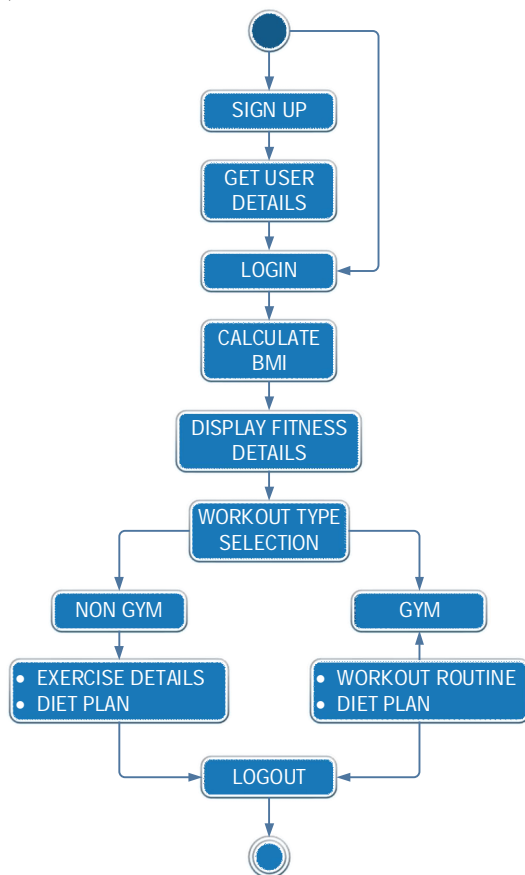 SIGN UP
GET USER
DETAILS
LOGIN
CALCULATE
BMI
DISPLAY FITNESS
DETAILS
WORKOUT TYPE
SELECTION
NON GYM
GYM
• EXERCISE DETAILS
• DIET PLAN
• WORKOUT ROUTINE
• DIET PLAN
LOGOUT